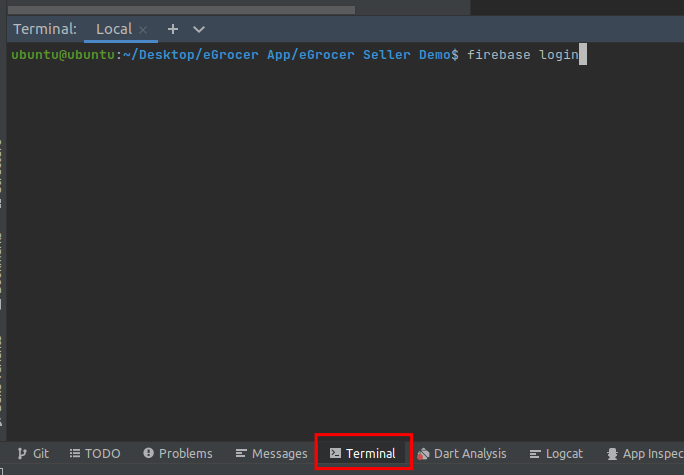 Terminal: Local
ubuntu@ubuntu:~/Desktop/eGrocer App/eGrocer Seller Demo$ firebase login
Git TODO Problems Messages Terminal Dart Analysis Logcat App Inspec